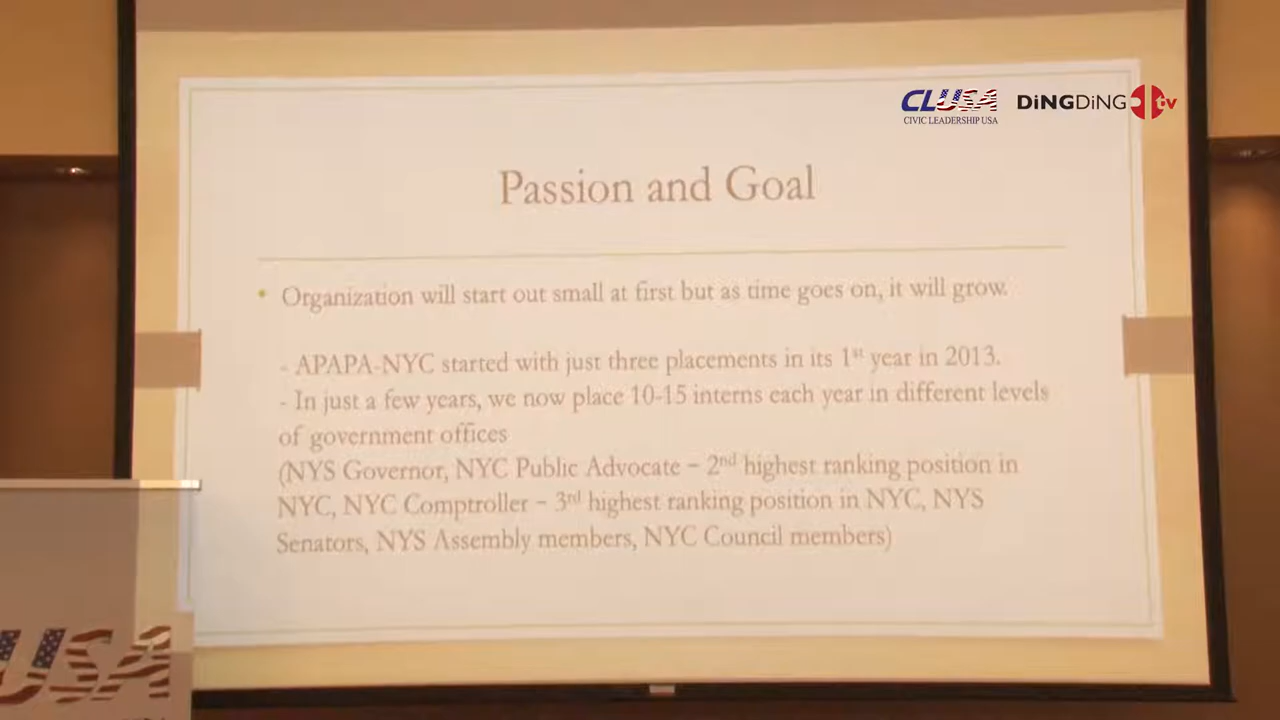 CLUSA
CIVIC LEADERSHIP USA
DiNGDiNG tv
Passion and Goal
• Organization will start out small at first but as time goes on, it will grow.
- APAPA-NYC started with just three placements in its 1st year in 2013.
- In just a few years, we now place 10-15 interns each year in different levels
of government offices
(NYS Governor, NYC Public Advocate – 2nd highest ranking position in
NYC, NYC Comptroller – 3rd highest ranking position in NYC, NYS
Senators, NYS Assembly members, NYC Council members)
USA